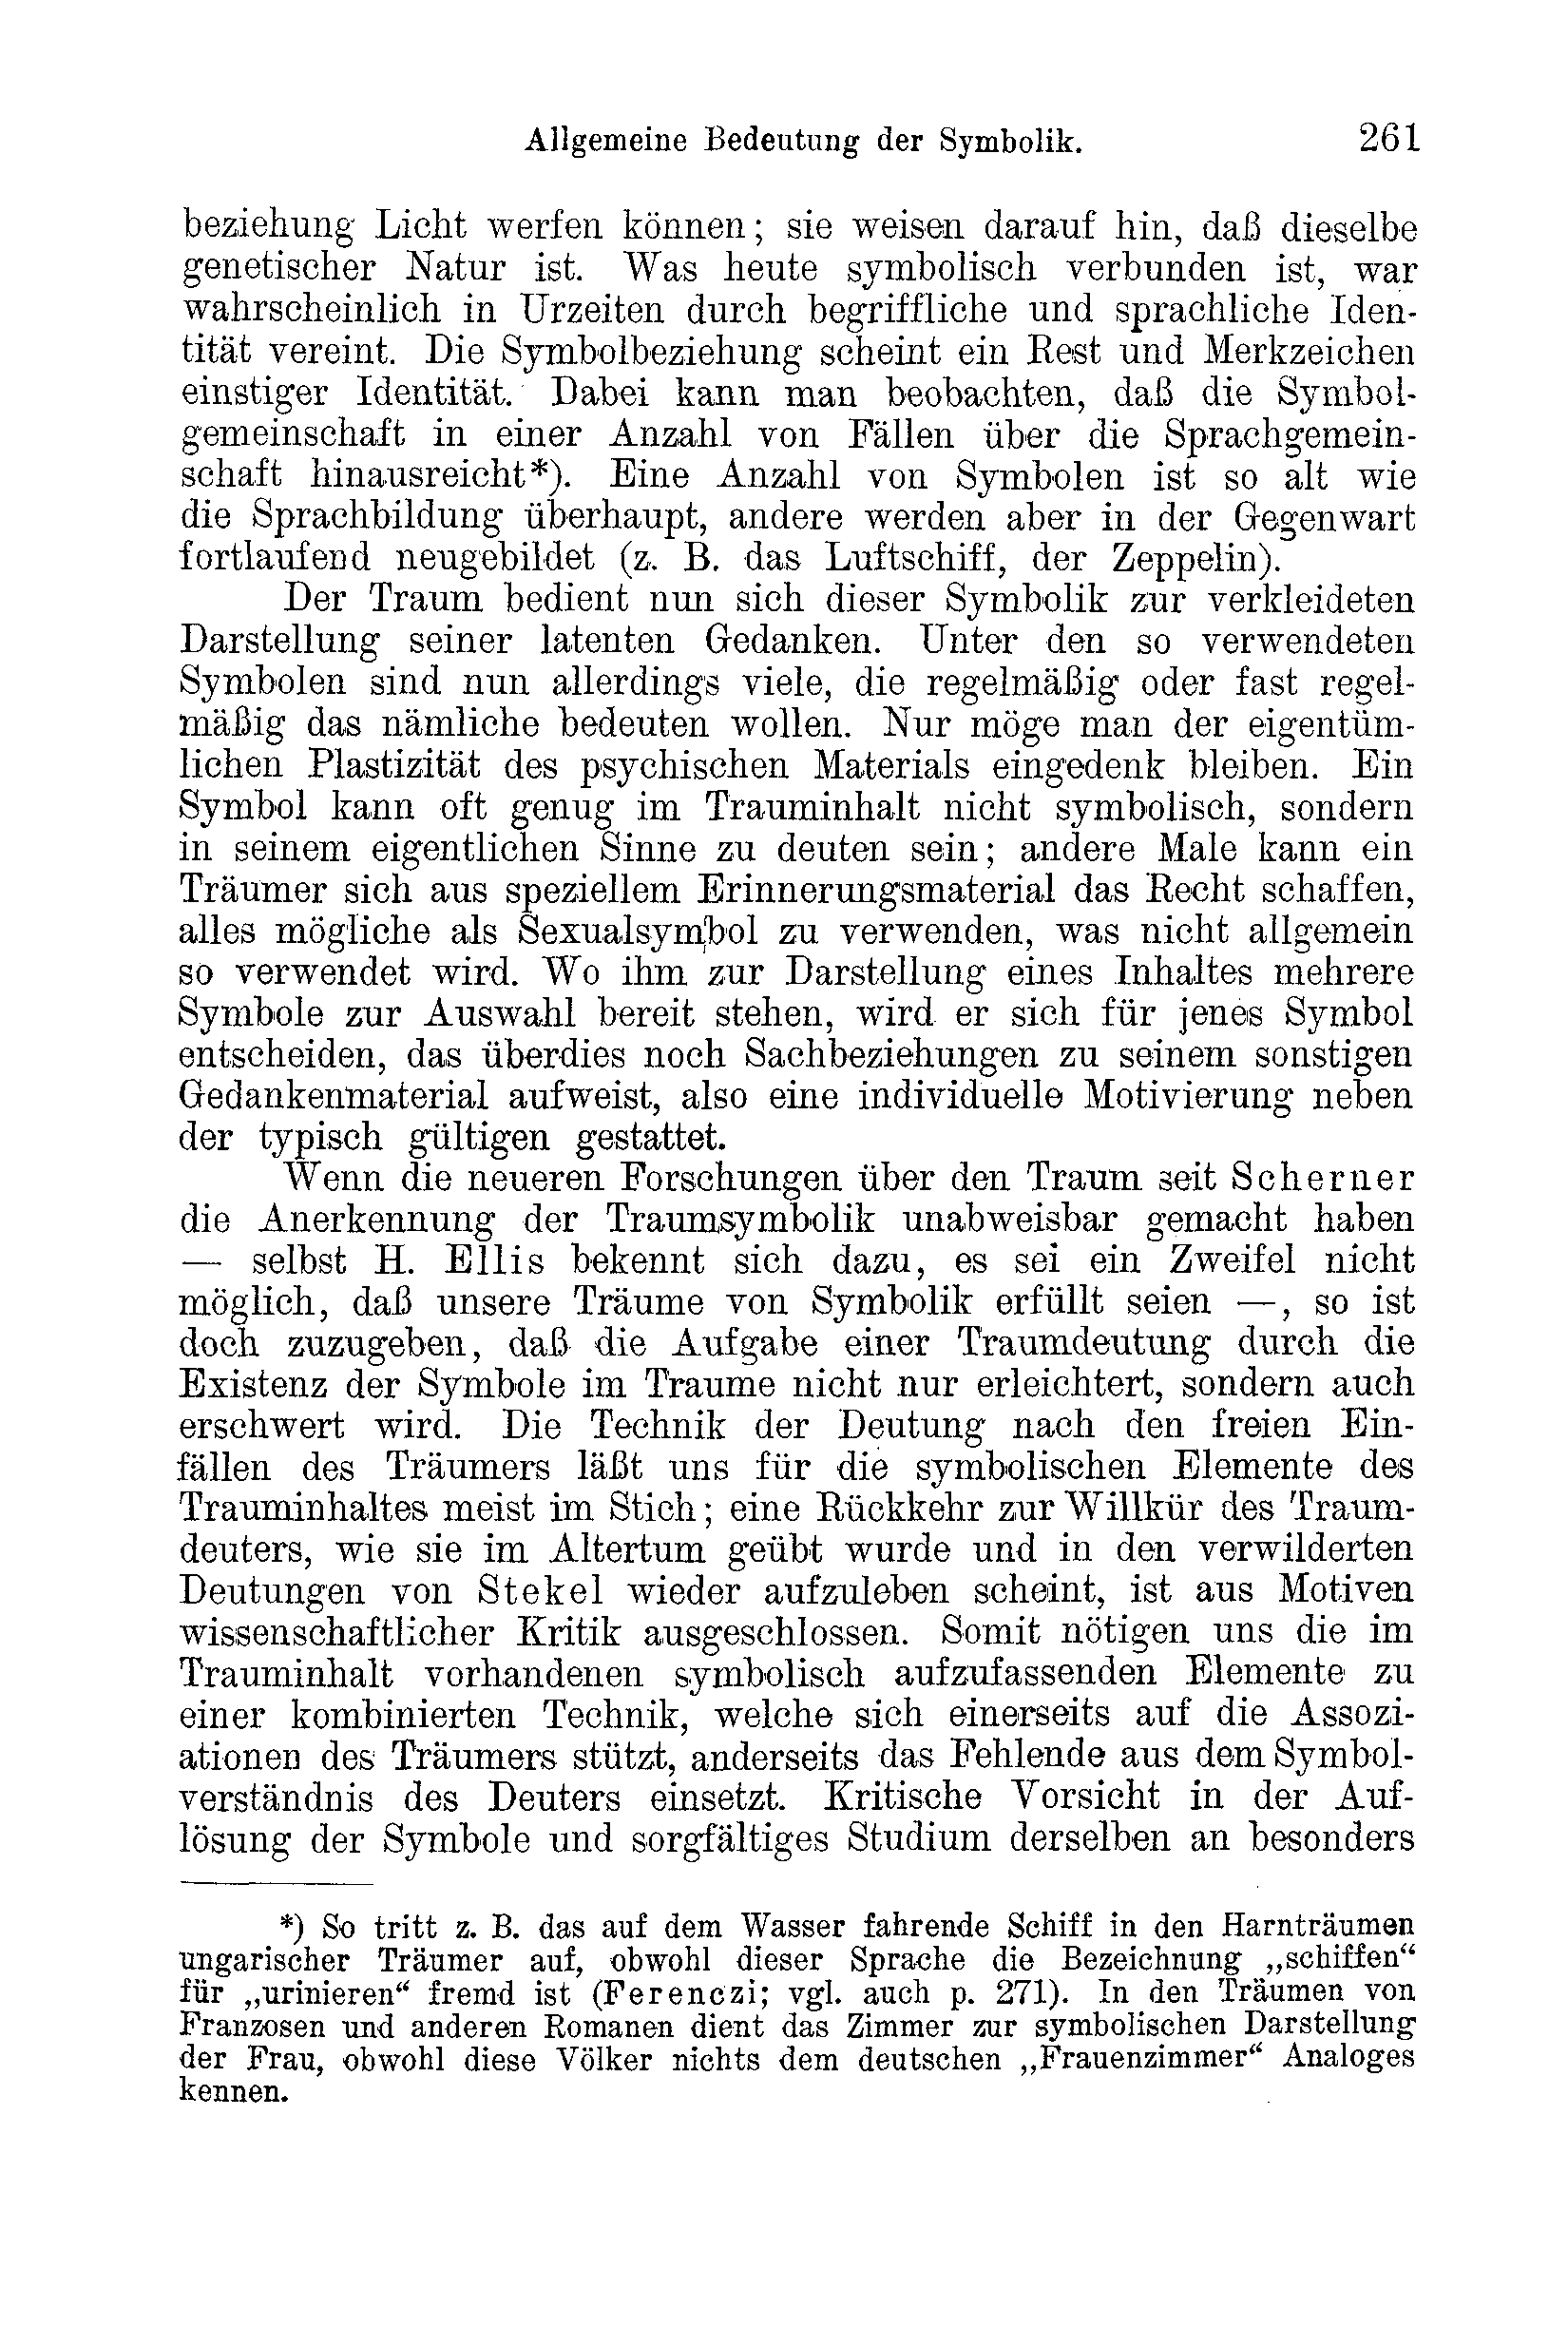 Allgemeine Bedeutung der Symbolik. 261
beziehung Licht werfen können; sie weisen darauf hin, daß dieselbe
genetischer Natur ist. Was heute symbolisch verbunden ist, war
wahrscheinlich in Urzeiten durch begriffliche und sprachliche Iden-
tität vereint. Die Symbolbeziehung scheint ein Rest und Merkzeichen
einstiger Identität. Dabei kann man beobachten, daß die Symbol-
gemeinschaft in einer Anzahl von Fällen über die Sprachgemein-
schaft hinausreicht*). Eine Anzahl von Symbolen ist so alt wie
die Sprachbildung überhaupt, andere werden aber in der Gegenwart
fortlaufend neugebildet (z. B. das Luftschiff, der Zeppelin).
Der Traum bedient nun sich dieser Symbolik zur verkleideten
Darstellung seiner latenten Gedanken. Unter den so verwendeten
Symbolen sind nun allerdings viele, die regelmäßig oder fast regel-
mäßig das nämliche bedeuten wollen. Nur möge man der eigentüm-
lichen Plastizität des psychischen Materials eingedenk bleiben. Ein
Symbol kann oft genug im Trauminhalt nicht symbolisch, sondern
in seinem eigentlichen Sinne zu deuten sein; andere Male kann ein
Träumer sich aus speziellem Erinnerungsmaterial das Recht schaffen,
alles mögliche als Sexualsymbol zu verwenden, was nicht allgemein
so verwendet wird. Wo ihm zur Darstellung eines Inhaltes mehrere
Symbole zur Auswahl bereit stehen, wird er sich für jenes Symbol
entscheiden, das überdies noch Sachbeziehungen zu seinem sonstigen
Gedankenmaterial aufweist, also eine individuelle Motivierung neben
der typisch gültigen gestattet.
Wenn die neueren Forschungen über den Traum seit Scherner
die Anerkennung der Traumsymbolik unabweisbar gemacht haben
— selbst H. Ellis bekennt sich dazu, es sei ein Zweifel nicht
möglich, daß unsere Träume von Symbolik erfüllt seien —, so ist
doch zuzugeben, daß die Aufgabe einer Traumdeutung durch die
Existenz der Symbole im Traume nicht nur erleichtert, sondern auch
erschwert wird. Die Technik der Deutung nach den freien Ein-
fällen des Träumers läßt uns für die symbolischen Elemente des
Trauminhaltes meist im Stich; eine Rückkehr zur Willkür des Traum-
deuters, wie sie im Altertum geübt wurde und in den verwilderten
Deutungen von Stekel wieder aufzuleben scheint, ist aus Motiven
wissenschaftlicher Kritik ausgeschlossen. Somit nötigen uns die im
Trauminhalt vorhandenen symbolisch aufzufassenden Elemente zu
einer kombinierten Technik, welche sich einerseits auf die Assozi-
ationen des Träumers stützt, anderseits das Fehlende aus dem Symbol-
verständnis des Deuters einsetzt. Kritische Vorsicht in der Auf-
lösung der Symbole und sorgfältiges Studium derselben an besonders
*) So tritt z. B. das auf dem Wasser fahrende Schiff in den Harnträumen
ungarischer Träumer auf, obwohl dieser Sprache die Bezeichnung „schiffen“
für „urinieren“ fremd ist (Ferenczi; vgl. auch p. 271). In den Träumen von
Franzosen und anderen Romanen dient das Zimmer zur symbolischen Darstellung
der Frau, obwohl diese Völker nichts dem deutschen „Frauenzimmer“ Analoges
kennen.